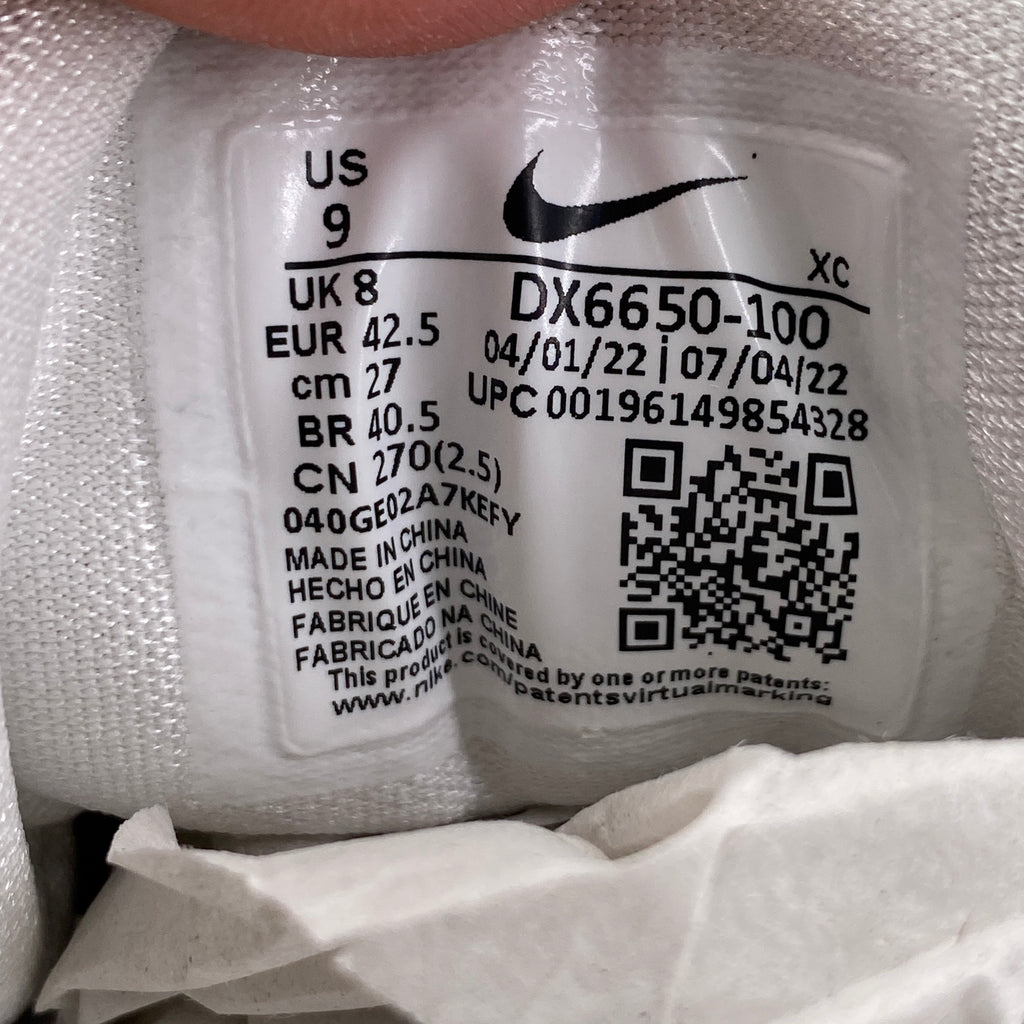 US
9
XC
UK 8
EUR 42.5
cm 27
BR 40.5
CN 270(2.5)
DX6650-100
04/01/22 | 07/04/22
UPC 00196149854328
040GE02A7KEFY
MADE IN CHINA
HECHO EN CHINA
FABRIQUE EN CHINE
FABRICADO NA CHINA
This product is covered by one or more patents:
www.nike.com/patentsvirtualmarking